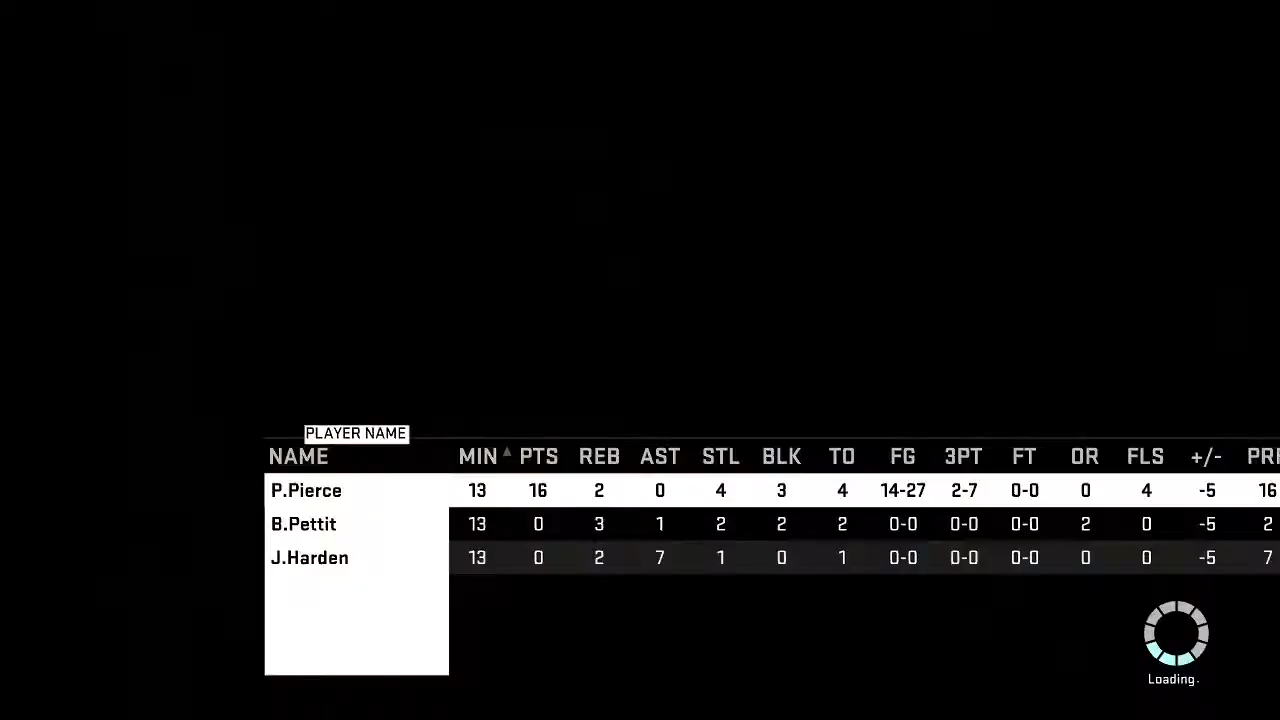 PLAYER NAME
NAME MIN ▲ PTS REB AST STL BLK TO FG 3PT FT OR FLS +/- PRF
P.Pierce 13 16 2 0 4 3 4 14-27 2-7 0-0 0 4 -5 16
B.Pettit 13 0 3 1 2 2 2 0-0 0-0 0-0 2 0 -5 2
J.Harden 13 0 2 7 1 0 1 0-0 0-0 0-0 0 0 -5 7
Loading.